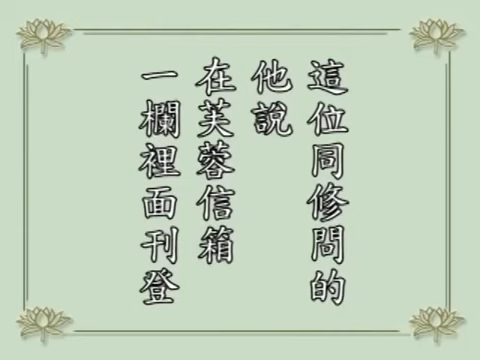 這位同修問的
他說
在芙蓉信箱
一欄裡面刊登